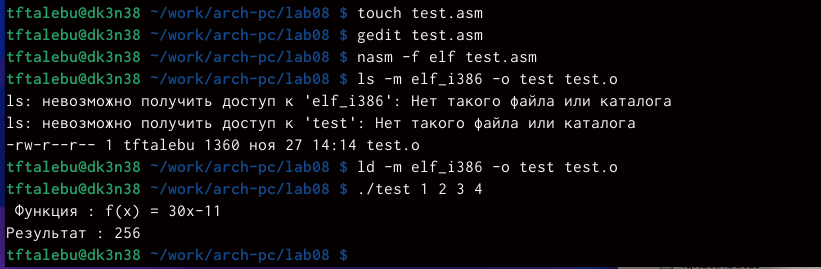 tftalebu@dk3n38 ~/work/arch-pc/lab08 $ touch test.asm
tftalebu@dk3n38 ~/work/arch-pc/lab08 $ gedit test.asm
tftalebu@dk3n38 ~/work/arch-pc/lab08 $ nasm -f elf test.asm
tftalebu@dk3n38 ~/work/arch-pc/lab08 $ ls -m elf_i386 -o test test.o
ls: невозможно получить доступ к 'elf_i386': Нет такого файла или каталога
ls: невозможно получить доступ к 'test': Нет такого файла или каталога
-rw-r--r-- 1 tftalebu 1360 ноя 27 14:14 test.o
tftalebu@dk3n38 ~/work/arch-pc/lab08 $ ld -m elf_i386 -o test test.o
tftalebu@dk3n38 ~/work/arch-pc/lab08 $ ./test 1 2 3 4
Функция : f(x) = 30x-11
Результат : 256
tftalebu@dk3n38 ~/work/arch-pc/lab08 $